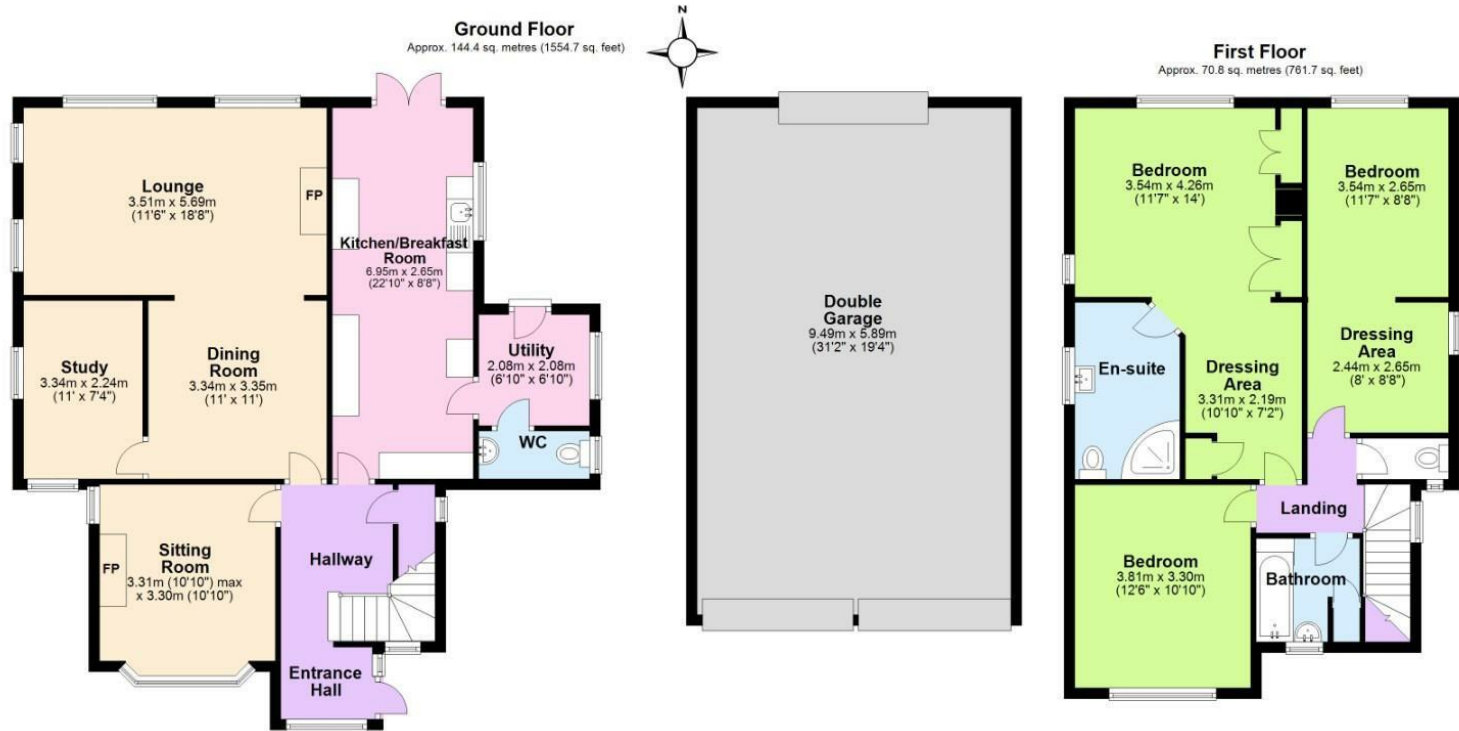 Ground Floor
Approx. 144.4 sq. metres (1554.7 sq. feet)
N
First Floor
Approx. 70.8 sq. metres (761.7 sq. feet)
Lounge
3.51m x 5.69m
(11'6" x 18'8")
FP
Kitchen/Breakfast
Room
6.95m x 2.65m
(22'10" x 8'8")
Study
3.34m x 2.24m
(11' x 7'4")
Dining
Room
3.34m x 3.35m
(11' x 11')
Utility
2.08m x 2.08m
(6'10" x 6'10")
WC
Sitting
Room
3.31m (10'10") max
x 3.30m (10'10")
FP
Hallway
Entrance
Hall
Double
Garage
9.49m x 5.89m
(31'2" x 19'4")
Bedroom
3.54m x 4.26m
(11'7" x 14')
Bedroom
3.54m x 2.65m
(11'7" x 8'8")
En-suite
Dressing
Area
3.31m x 2.19m
(10'10" x 7'2")
Dressing
Area
2.44m x 2.65m
(8' x 8'8")
Landing
Bedroom
3.81m x 3.30m
(12'6" x 10'10")
Bathroom